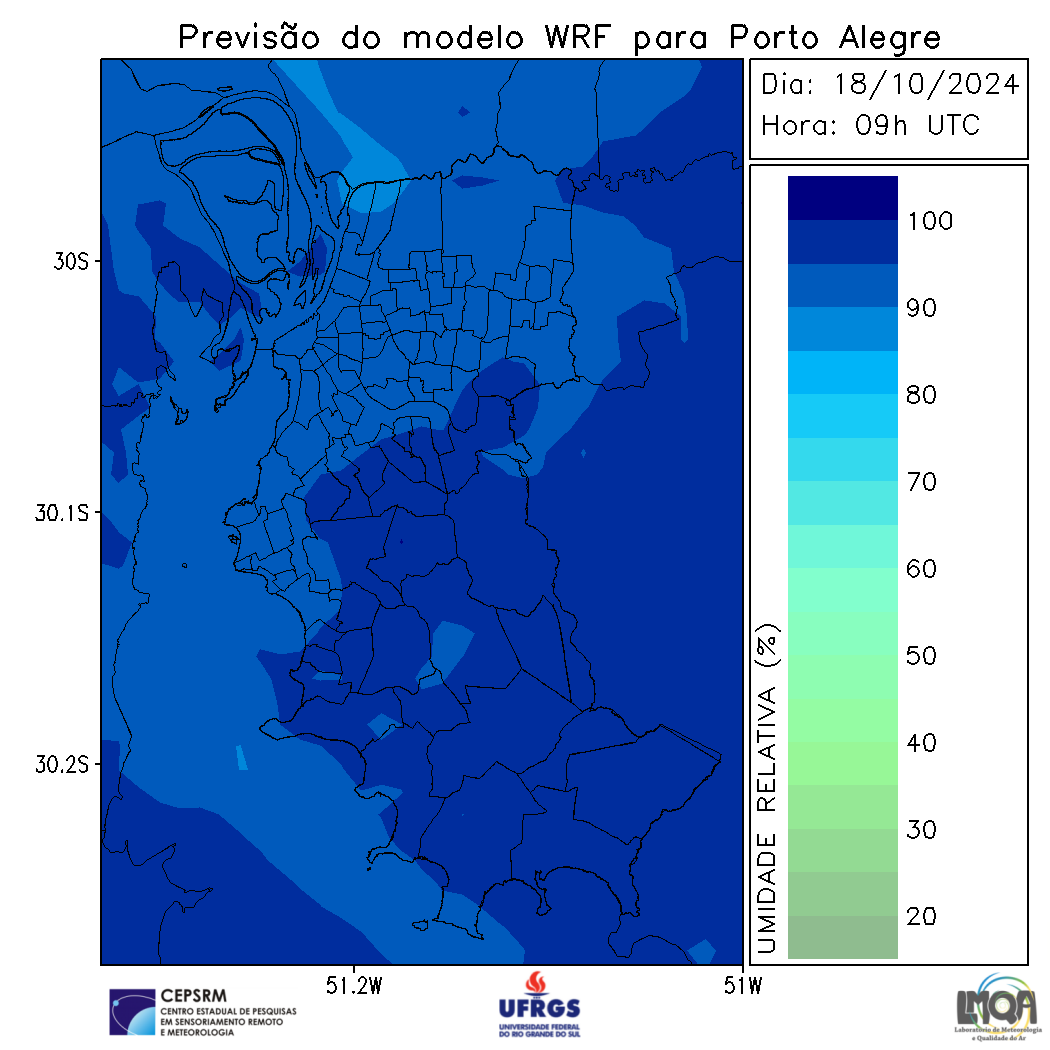 Previsão do modelo WRF para Porto Alegre
Dia: 18/10/2024
Hora: 09h UTC
100
90
80
70
60
50
40
30
20
UMIDADE RELATIVA (%)
30S
30.1S
30.2S
51.2W
51W
CEPSRM
CENTRO ESTADUAL DE PESQUISAS
EM SENSORIAMENTO REMOTO
E METEOROLOGIA
UFRGS
UNIVERSIDADE FEDERAL
DO RIO GRANDE DO SUL
LMQA
Laboratório de Meteorologia
e Qualidade do Ar